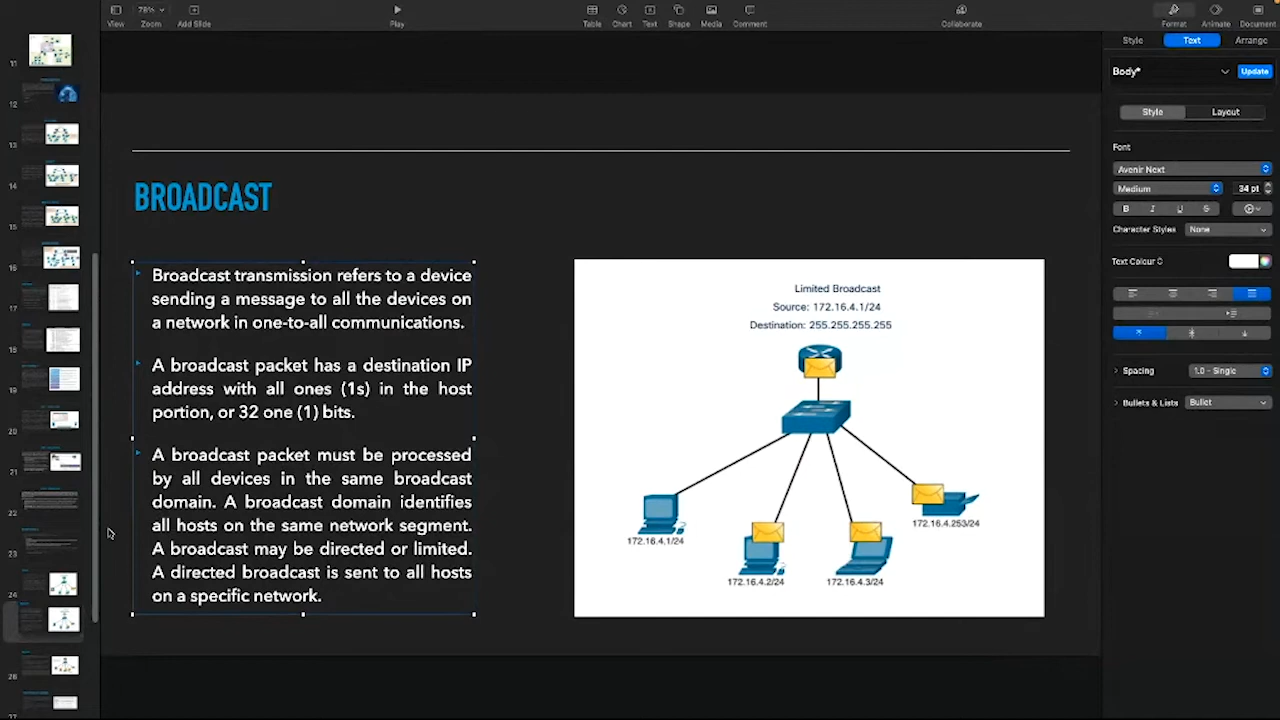 78%
View
Zoom
Add Slide
Play
Table
Chart
Text
Shape
Media
Comment
Collaborate
Format
Animate
Document
Style
Text
Arrange
Body*
Update
Style
Layout
Font
Avenir Next
Medium
34 pt
B I U S
Character Styles
None
Text Colour
Spacing
1.0 - Single
Bullets & Lists
Bullet
11
12
13
14
15
16
17
18
19
20
21
22
23
24
26
BROADCAST
Broadcast transmission refers to a device
sending a message to all the devices on
a network in one-to-all communications.
A broadcast packet has a destination IP
address with all ones (1s) in the host
portion, or 32 one (1) bits.
A broadcast packet must be processed
by all devices in the same broadcast
domain. A broadcast domain identifies
all hosts on the same network segment.
A broadcast may be directed or limited.
A directed broadcast is sent to all hosts
on a specific network.
Limited Broadcast
Source: 172.16.4.1/24
Destination: 255.255.255.255
172.16.4.253/24
172.16.4.1/24
172.16.4.2/24
172.16.4.3/24